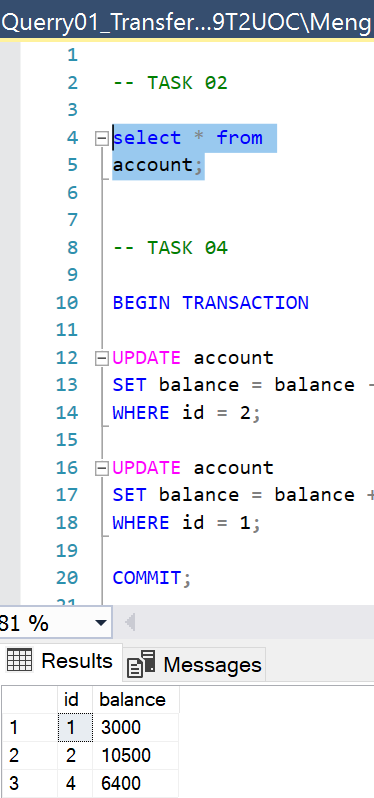 Querry01_Transfer...9T2UOC\Meng
1
2 -- TASK 02
3
4 select * from
5 account;
6
7
8 -- TASK 04
9
10 BEGIN TRANSACTION
11
12 UPDATE account
13 SET balance = balance -
14 WHERE id = 2;
15
16 UPDATE account
17 SET balance = balance +
18 WHERE id = 1;
19
20 COMMIT;
21
81 %
Results Messages
id balance
1 1 3000
2 2 10500
3 4 6400